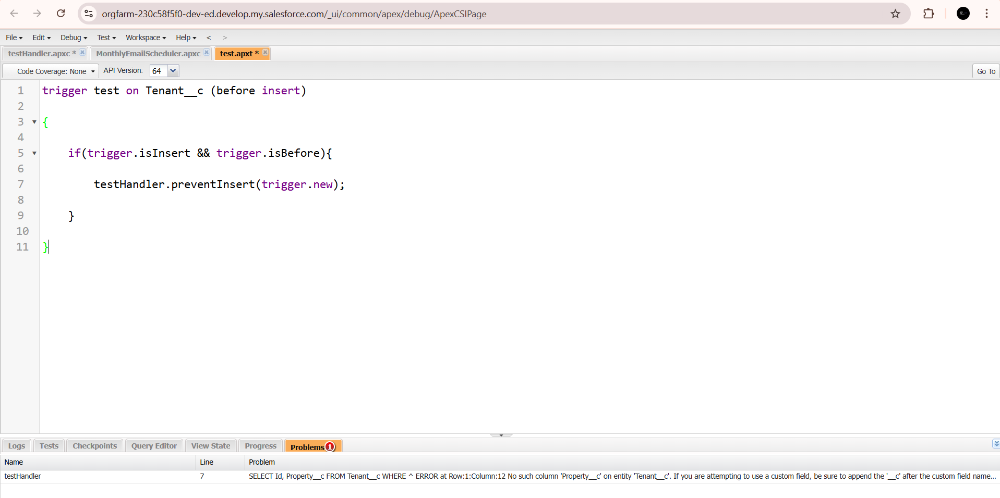 orgfarm-230c58f5f0-dev-ed.develop.my.salesforce.com/_ui/common/apex/debug/ApexCSIPage
File Edit Debug Test Workspace Help < >
testHandler.apxc * MonthlyEmailScheduler.apxc test.apxt *
Code Coverage: None API Version: 64 Go To
1 trigger test on Tenant__c (before insert)
2
3 {
4
5 if(trigger.isInsert && trigger.isBefore){
6
7 testHandler.preventInsert(trigger.new);
8
9 }
10
11 }
Logs Tests Checkpoints Query Editor View State Progress Problems 1
Name Line Problem
testHandler 7 SELECT Id, Property__c FROM Tenant__c WHERE ^ ERROR at Row:1:Column:12 No such column 'Property__c' on entity 'Tenant__c'. If you are attempting to use a custom field, be sure to append the '__c' after the custom field name...